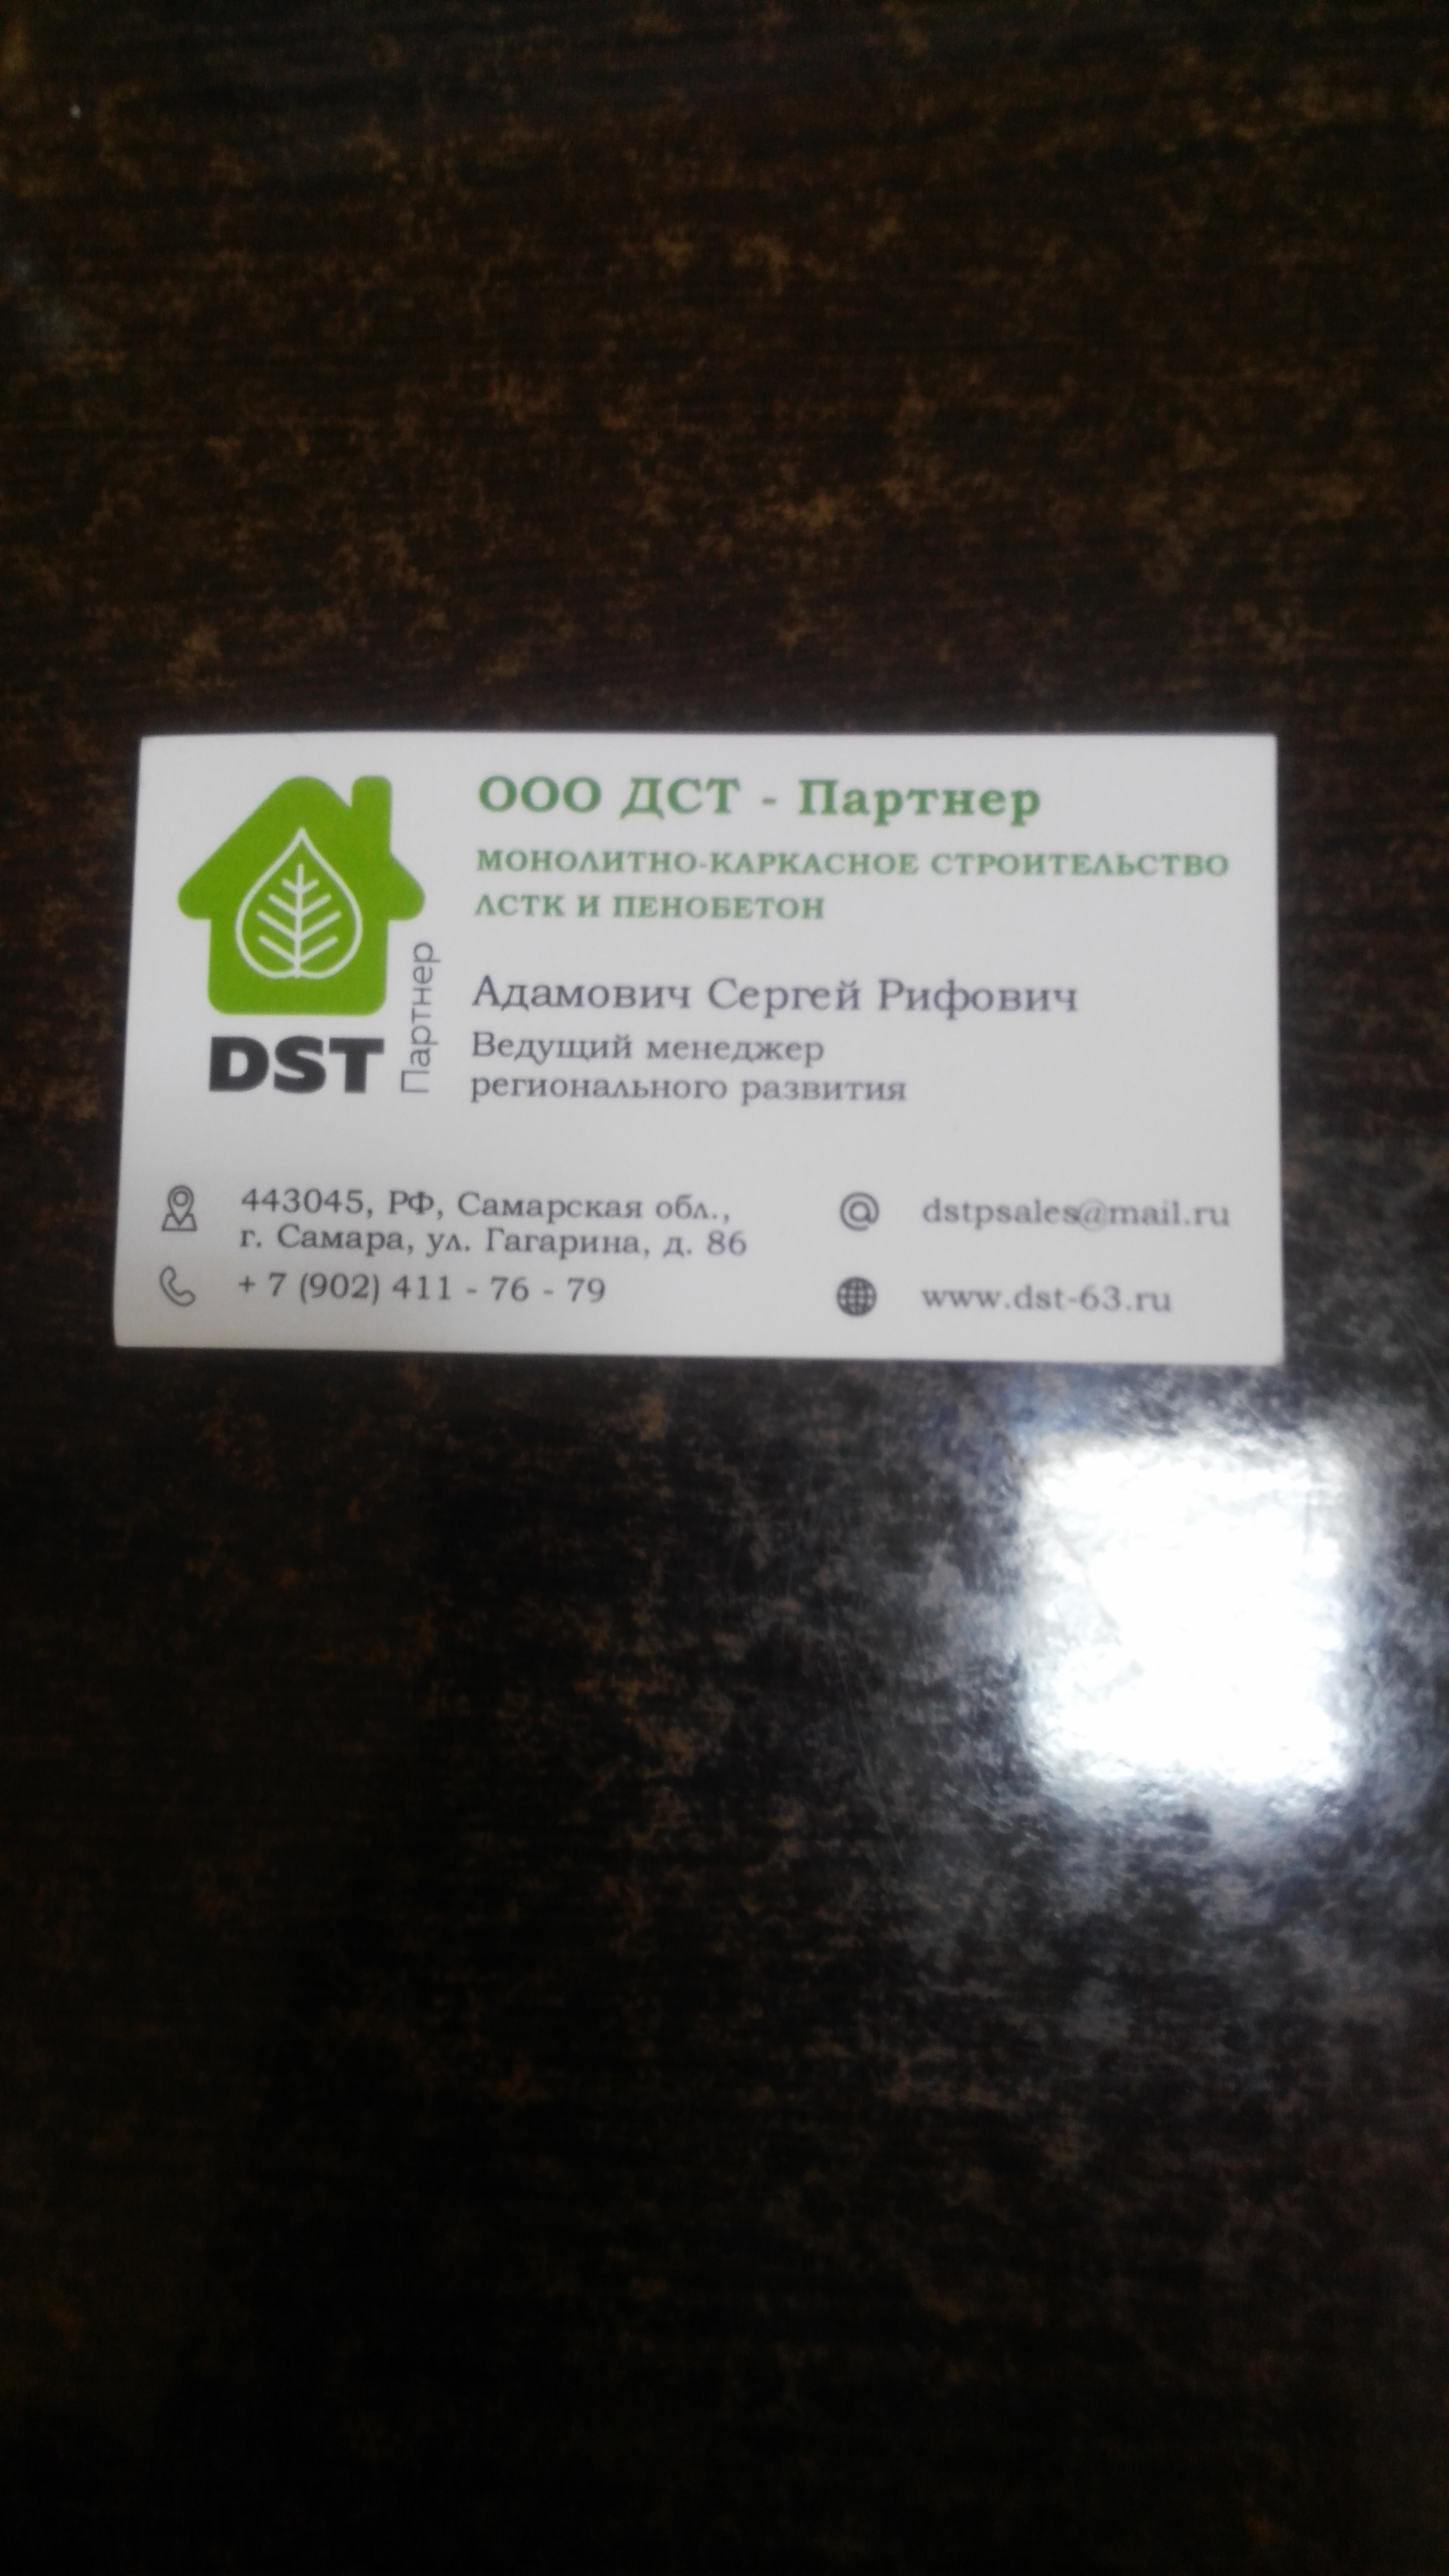 ООО ДСТ - Партнер
МОНОЛИТНО-КАРКАСНОЕ СТРОИТЕЛЬСТВО
ЛСТК И ПЕНОБЕТОН
DST
Партнер
Адамович Сергей Рифович
Ведущий менеджер
регионального развития
443045, РФ, Самарская обл.,
г. Самара, ул. Гагарина, д. 86
+ 7 (902) 411 - 76 - 79
@ dstpsales@mail.ru
www.dst-63.ru